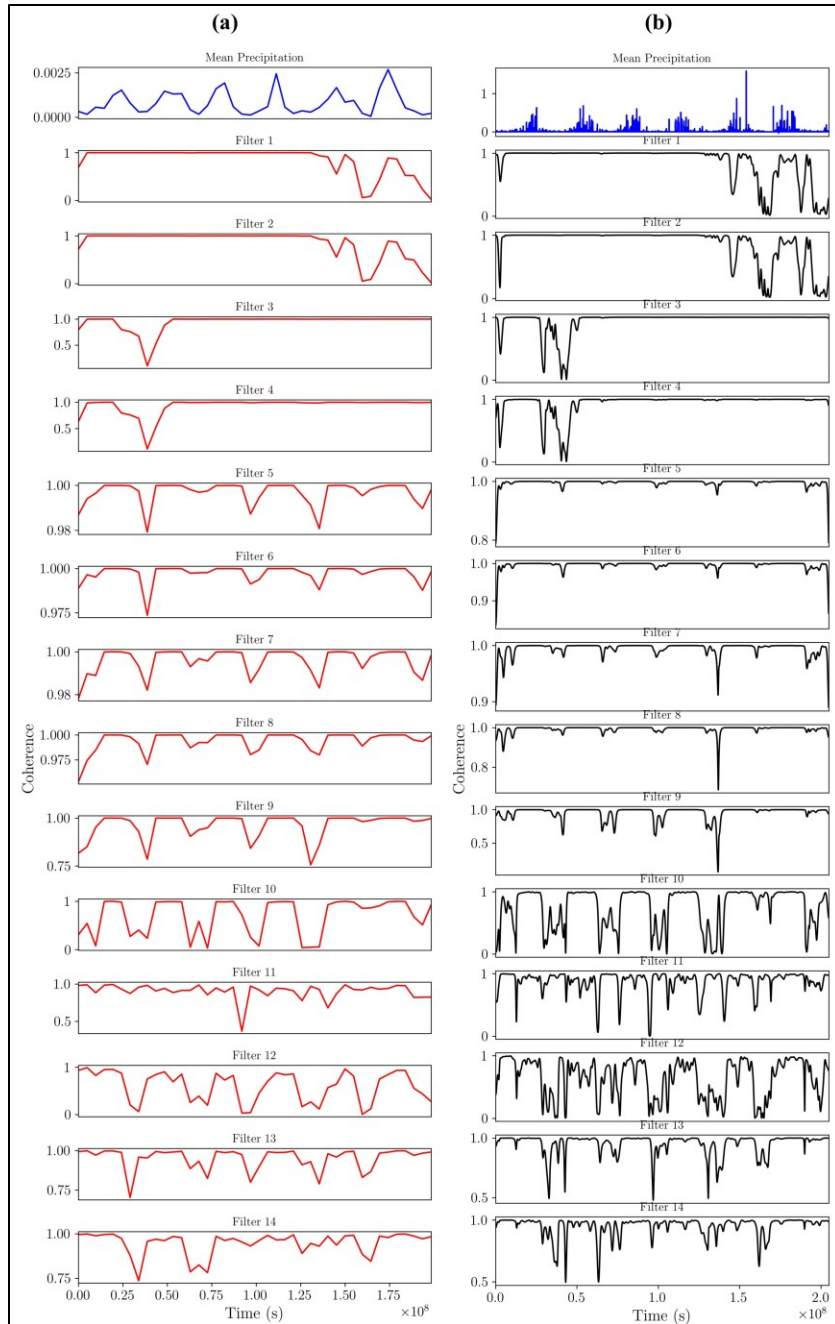 (a)
Mean Precipitation
0.0025
0.0000
Filter 1
1
0
Filter 2
1
0
Filter 3
1.0
0.5
Filter 4
1.0
0.5
Filter 5
1.00
0.98
Filter 6
1.000
0.975
Filter 7
1.00
0.98
Filter 8
1.000
0.975
Coherence
Filter 9
1.00
0.75
Filter 10
1
0
Filter 11
1.0
0.5
Filter 12
1
0
Filter 13
1.00
0.75
Filter 14
1.00
0.75
0.00 0.25 0.50 0.75 1.00 1.25 1.50 1.75
Time (s)
×10⁸
(b)
Mean Precipitation
1
0
Filter 1
1
0
Filter 2
1
0
Filter 3
1
0
Filter 4
1
0
Filter 5
1.0
0.8
Filter 6
1.0
0.9
Filter 7
1.0
0.9
Filter 8
1.0
0.8
Coherence
Filter 9
1.0
0.5
Filter 10
1
0
Filter 11
1
0
Filter 12
1
0
Filter 13
1.0
0.5
Filter 14
1.0
0.5
0.0 0.5 1.0 1.5 2.0
Time (s)
×10⁸